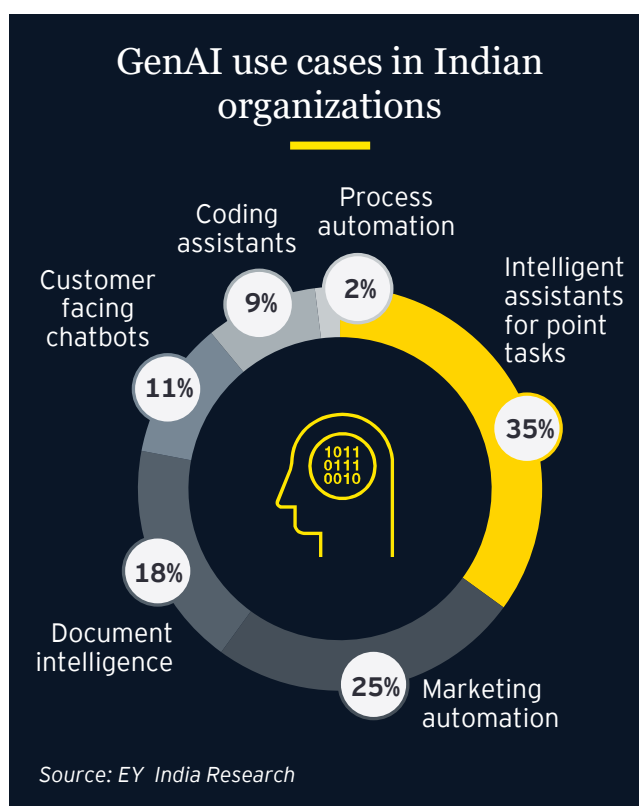 GenAI use cases in Indian
organizations
Process
automation
2%
Coding
assistants
9%
Customer
facing
chatbots
11%
Intelligent
assistants
for point
tasks
35%
1011
0111
0010
18%
Document
intelligence
25%
Marketing
automation
Source: EY India Research